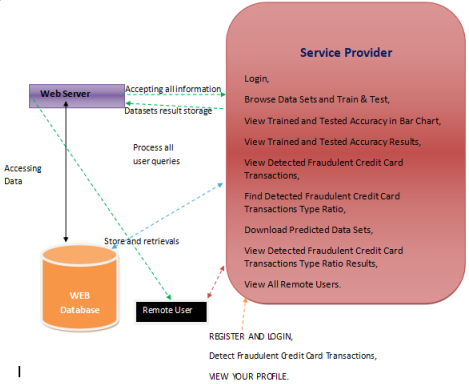 Service Provider
Web Server
Accepting all information
Login,
Browse Data Sets and Train & Test,
Datasets result storage
View Trained and Tested Accuracy in Bar Chart,
Process all
user queries
View Trained and Tested Accuracy Results,
View Detected Fraudulent Credit Card
Transactions,
Accessing
Data
Find Detected Fraudulent Credit Card
Transactions Type Ratio,
Download Predicted Data Sets,
Store and retrievals
View Detected Fraudulent Credit Card
Transactions Type Ratio Results,
View All Remote Users.
WEB
Database
Remote User
REGISTER AND LOGIN,
Detect Fraudulent Credit Card Transactions,
VIEW YOUR PROFILE.